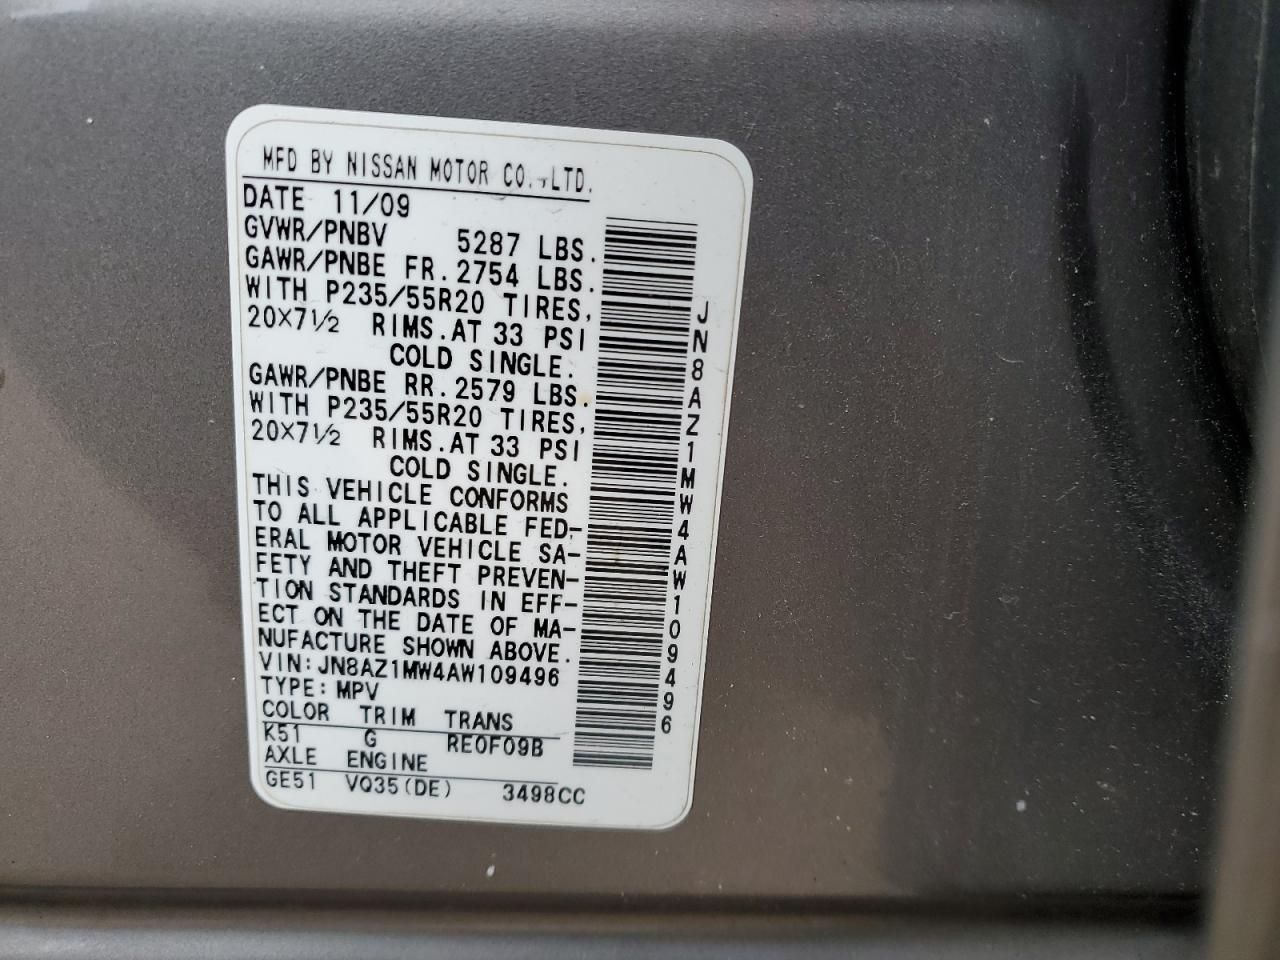 MFD BY NISSAN MOTOR CO.,LTD.
DATE 11/09
GVWR/PNBV 5287 LBS.
GAWR/PNBE FR.2754 LBS.
WITH P235/55R20 TIRES,
20×7½ RIMS.AT 33 PSI
COLD SINGLE.
GAWR/PNBE RR.2579 LBS.
WITH P235/55R20 TIRES,
20×7½ RIMS.AT 33 PSI
COLD SINGLE.
THIS VEHICLE CONFORMS
TO ALL APPLICABLE FED-
ERAL MOTOR VEHICLE SA-
FETY AND THEFT PREVEN-
TION STANDARDS IN EFF-
ECT ON THE DATE OF MA-
NUFACTURE SHOWN ABOVE.
VIN:JN8AZ1MW4AW109496
TYPE:MPV
COLOR TRIM TRANS
K51 G RE0F09B
AXLE ENGINE
GE51 VQ35(DE) 3498CC
JN8AZ1MW4AW109496